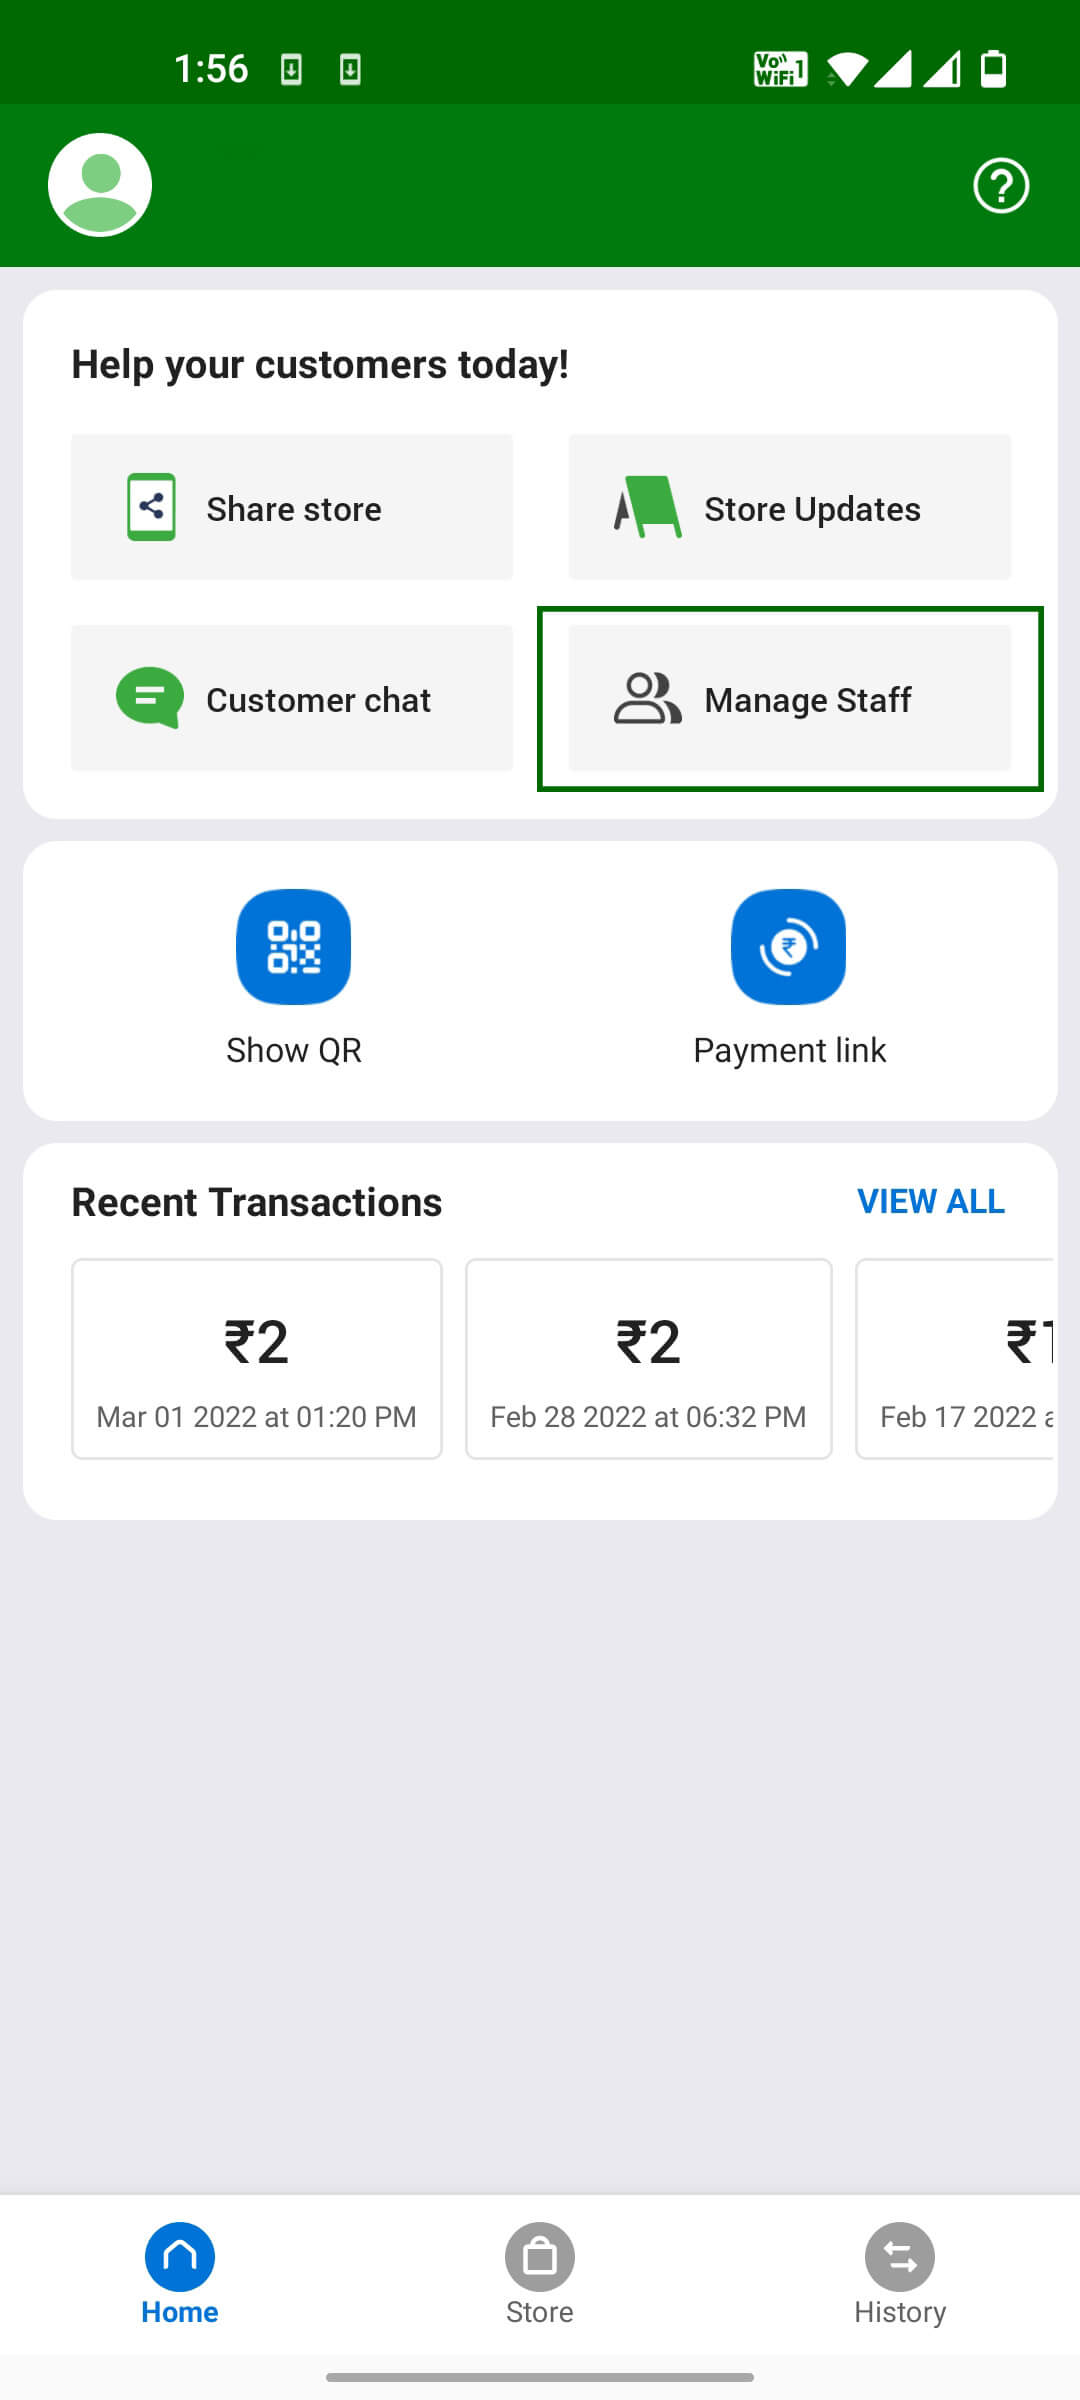 1:56
Vo)) 1
WiFi
Help your customers today!
Share store
Store Updates
Customer chat
Manage Staff
Show QR
Payment link
Recent Transactions
VIEW ALL
₹2
Mar 01 2022 at 01:20 PM
₹2
Feb 28 2022 at 06:32 PM
₹1
Feb 17 2022
Home
Store
History